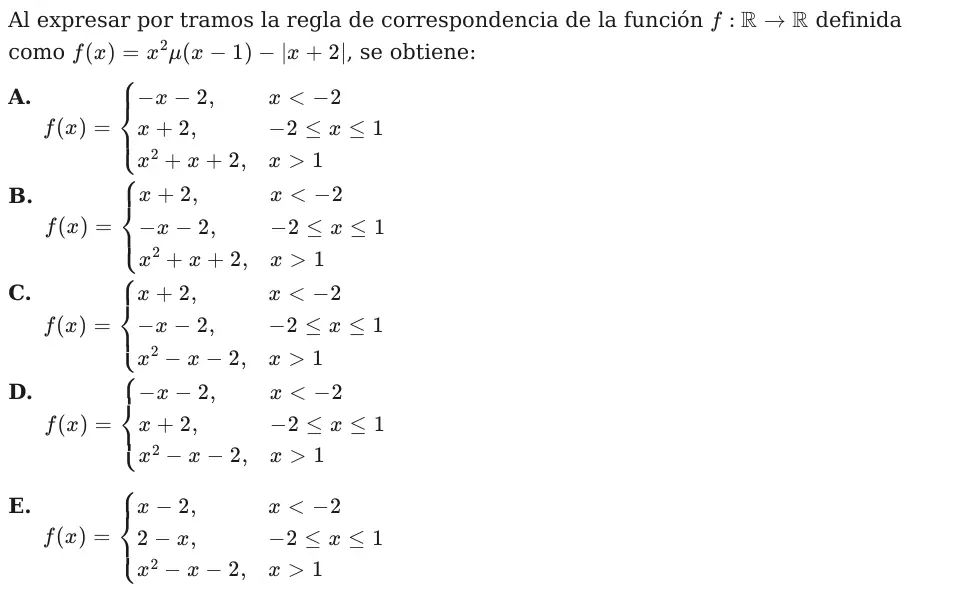 Al expresar por tramos la regla de correspondencia de la función f : ℝ → ℝ definida
como f(x) = x²μ(x − 1) − |x + 2|, se obtiene:
A.
f(x) = { −x − 2, x < −2
x + 2, −2 ≤ x ≤ 1
x² + x + 2, x > 1
B.
f(x) = { x + 2, x < −2
−x − 2, −2 ≤ x ≤ 1
x² + x + 2, x > 1
C.
f(x) = { x + 2, x < −2
−x − 2, −2 ≤ x ≤ 1
x² − x − 2, x > 1
D.
f(x) = { −x − 2, x < −2
x + 2, −2 ≤ x ≤ 1
x² − x − 2, x > 1
E.
f(x) = { x − 2, x < −2
2 − x, −2 ≤ x ≤ 1
x² − x − 2, x > 1